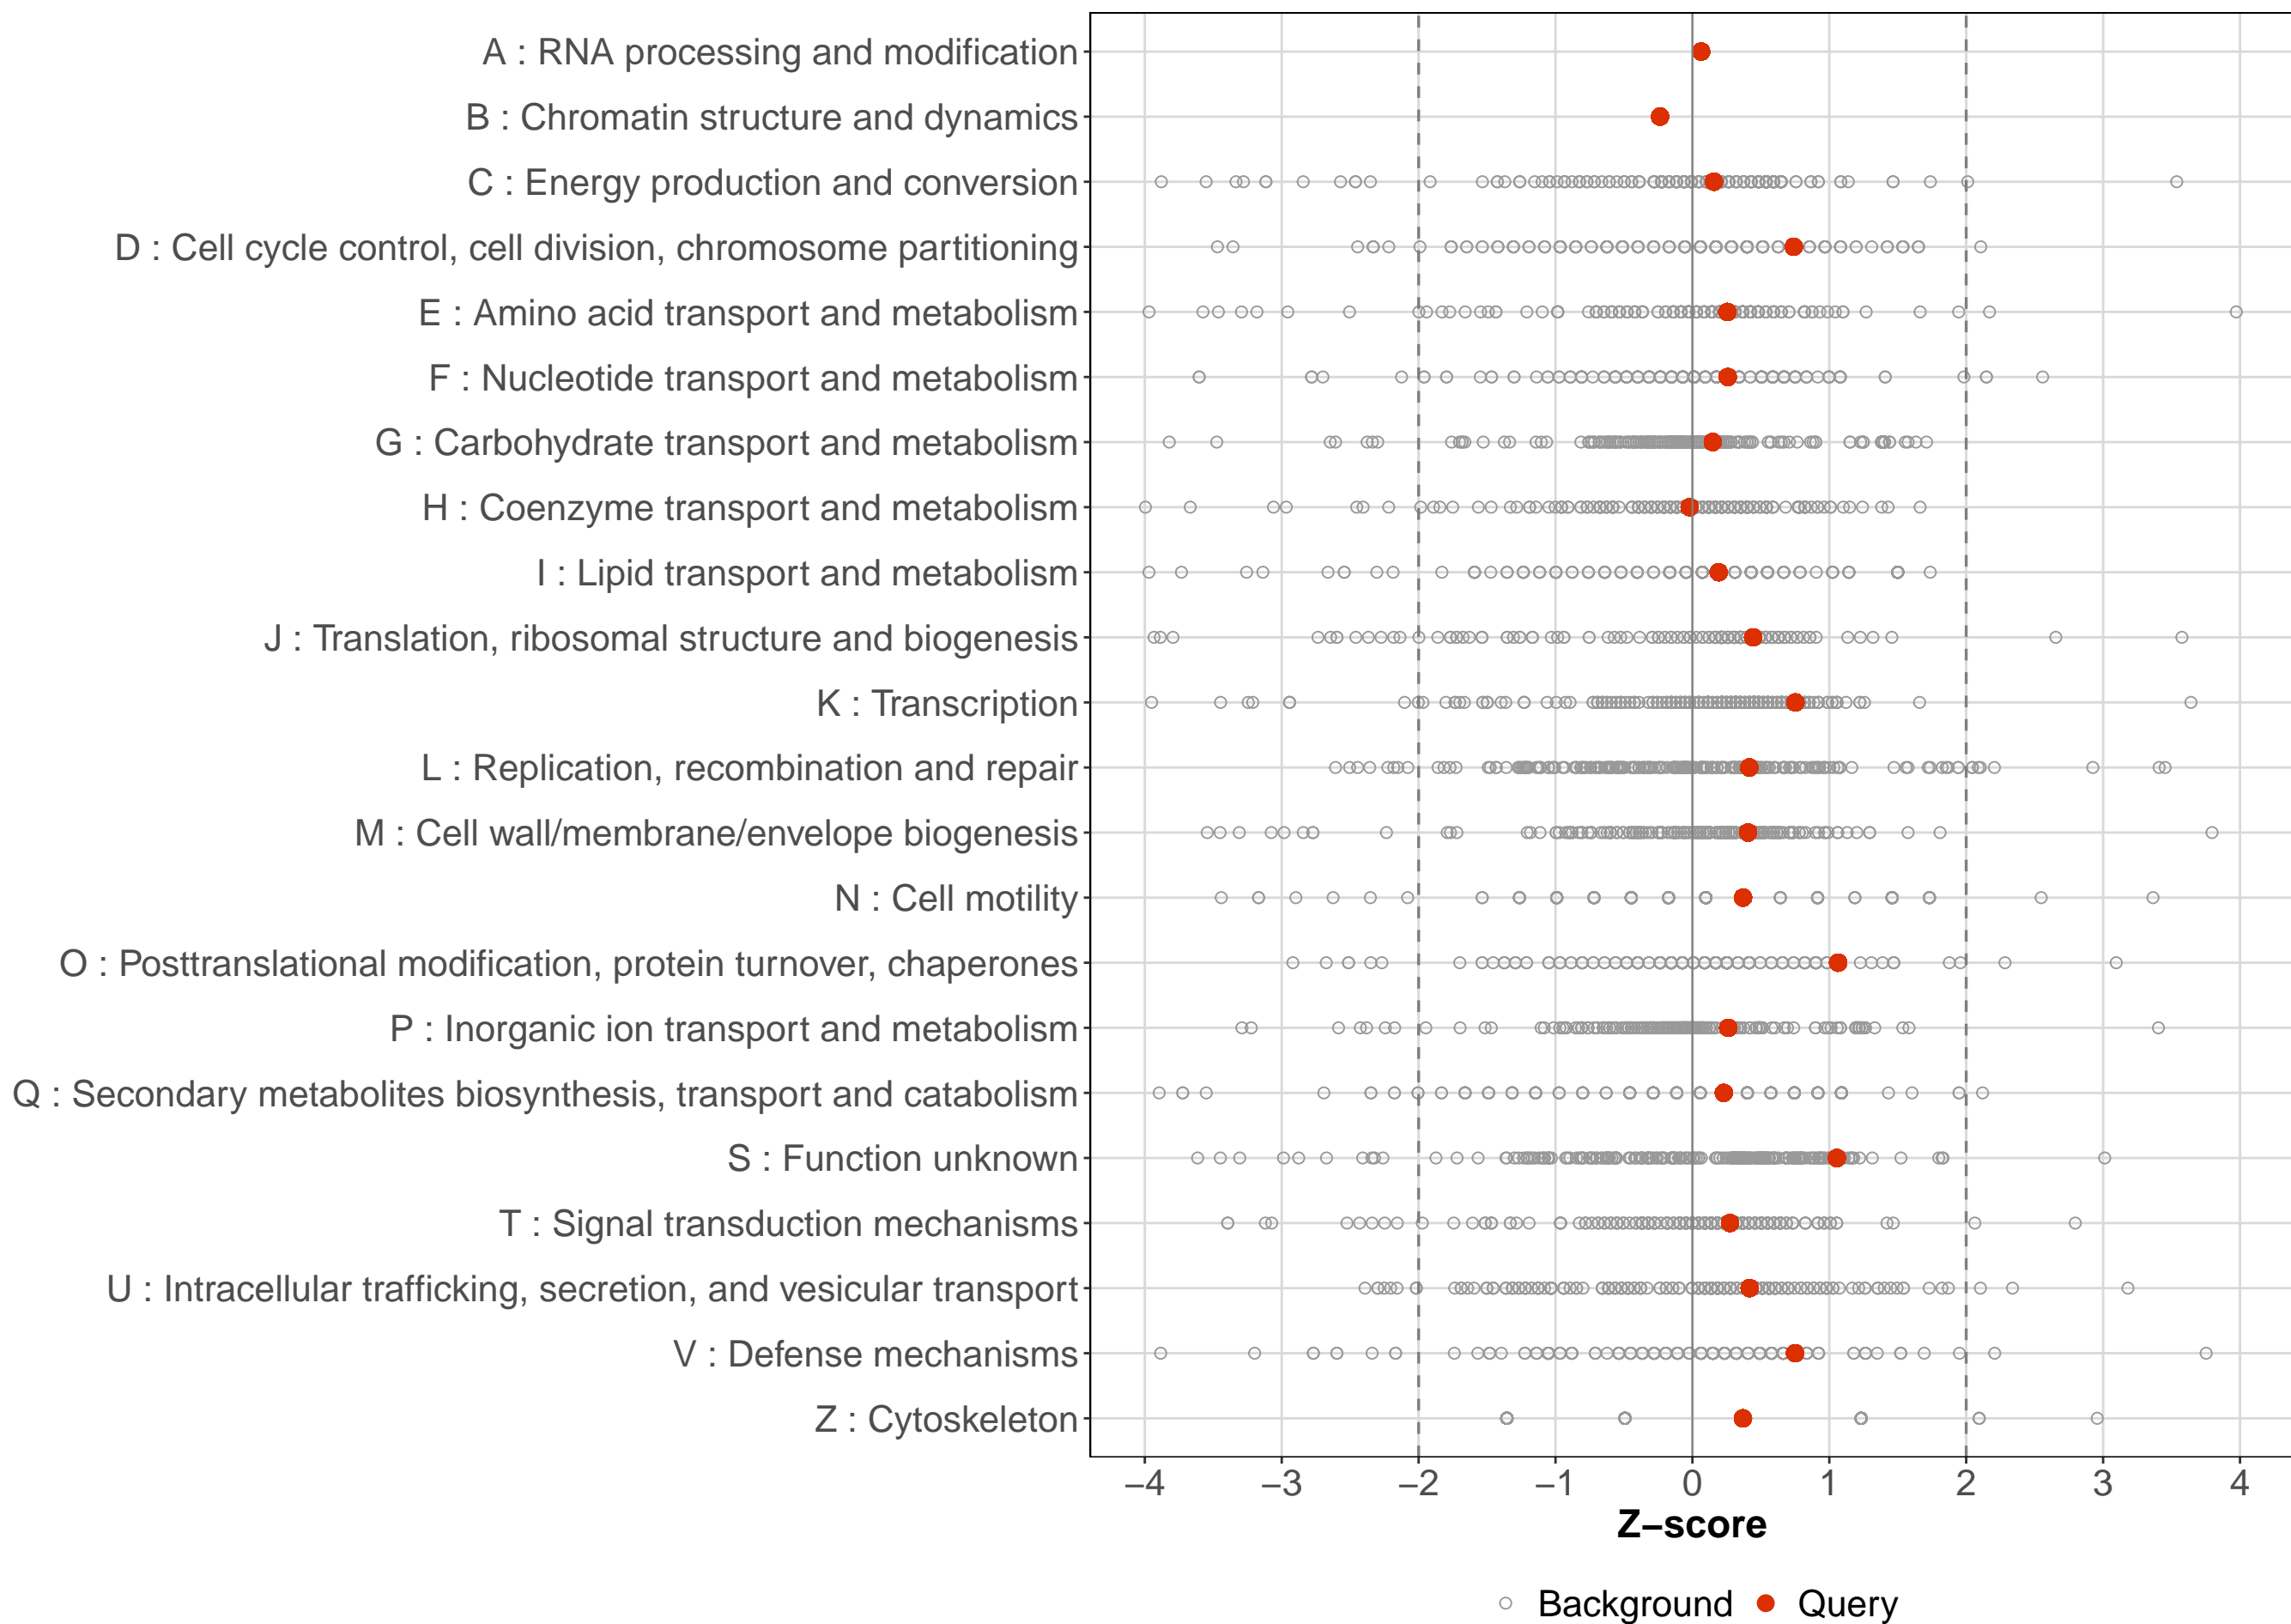 A : RNA processing and modification
B : Chromatin structure and dynamics
C : Energy production and conversion
D : Cell cycle control, cell division, chromosome partitioning
E : Amino acid transport and metabolism
F : Nucleotide transport and metabolism
G : Carbohydrate transport and metabolism
H : Coenzyme transport and metabolism
I : Lipid transport and metabolism
J : Translation, ribosomal structure and biogenesis
K : Transcription
L : Replication, recombination and repair
M : Cell wall/membrane/envelope biogenesis
N : Cell motility
O : Posttranslational modification, protein turnover, chaperones
P : Inorganic ion transport and metabolism
Q : Secondary metabolites biosynthesis, transport and catabolism
S : Function unknown
T : Signal transduction mechanisms
U : Intracellular trafficking, secretion, and vesicular transport
V : Defense mechanisms
Z : Cytoskeleton
−4 −3 −2 −1 0 1 2 3 4
Z−score
Background Query